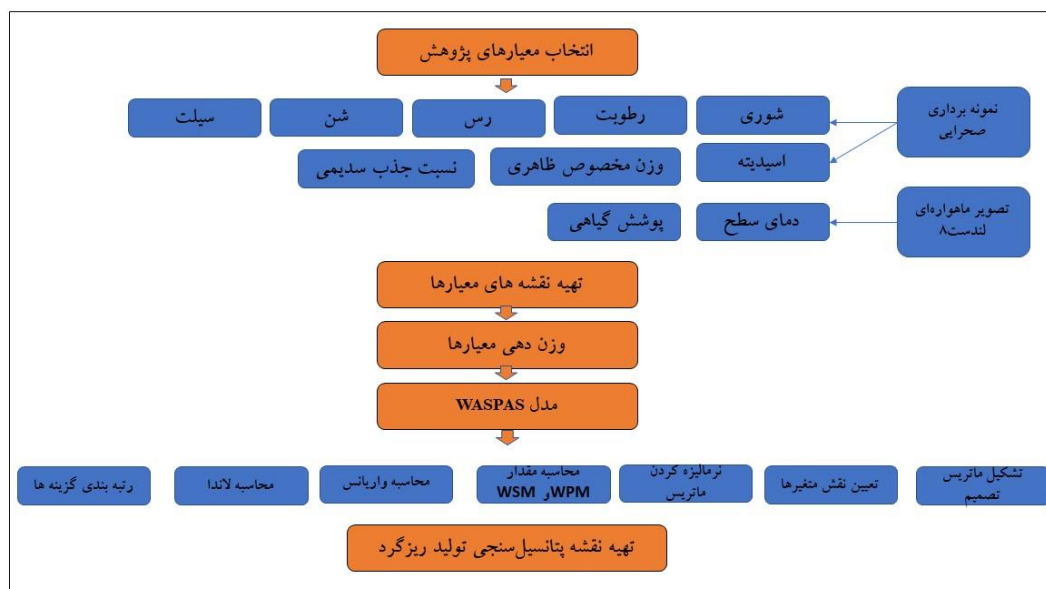 انتخاب معیارهای پژوهش
شوری
رطوبت
رس
شن
سیلت
نمونه برداری
صحرایی
اسیدیته
وزن مخصوص ظاهری
نسبت جذب سدیمی
تصویر ماهواره‌ای
لندست۸
دمای سطح
پوشش گیاهی
تهیه نقشه های معیارها
وزن دهی معیارها
مدل WASPAS
تشکیل ماتریس
تصمیم
تعیین نقش متغیرها
نرمالیزه کردن
ماتریس
محاسبه مقدار
WPMو WSM
محاسبه واریانس
محاسبه لاندا
رتبه بندی گزینه ها
تهیه نقشه پتانسیل‌سنجی تولید ریزگرد